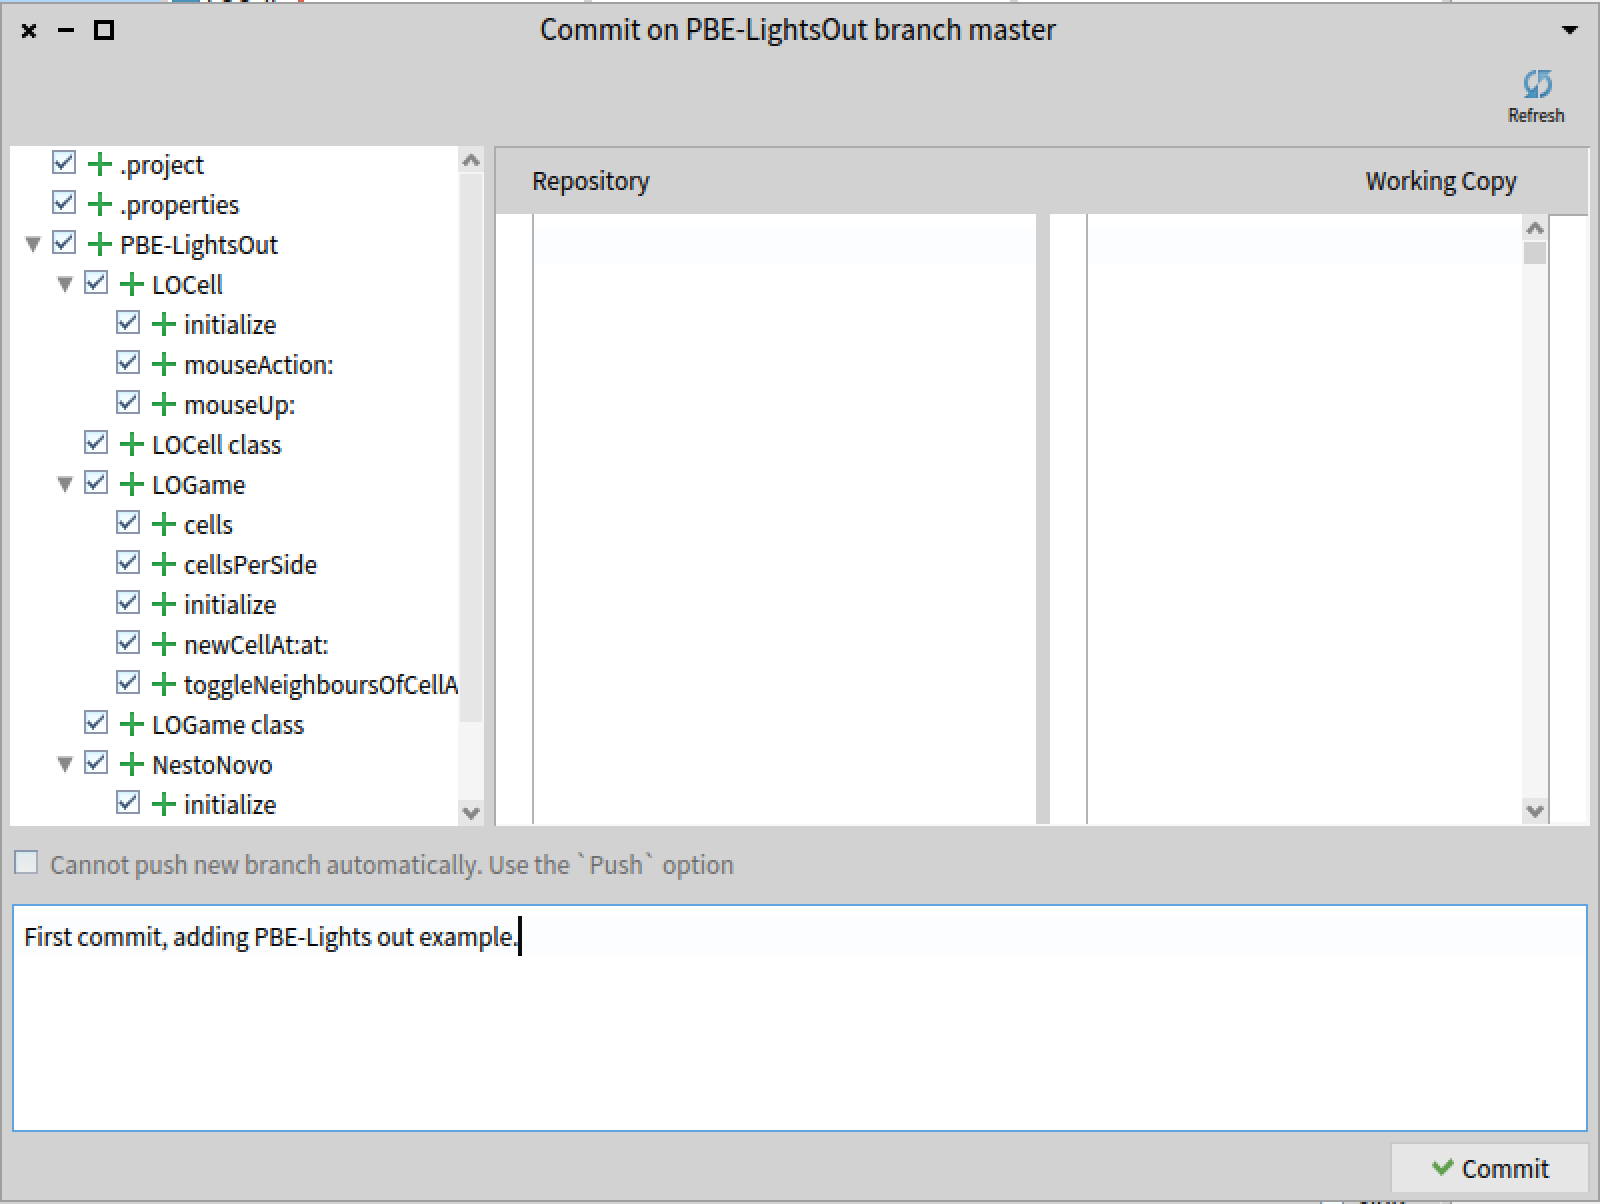 Commit on PBE-LightsOut branch master
Refresh
.project
.properties
PBE-LightsOut
LOCell
initialize
mouseAction:
mouseUp:
LOCell class
LOGame
cells
cellsPerSide
initialize
newCellAt:at:
toggleNeighboursOfCellA
LOGame class
NestoNovo
initialize
Repository
Working Copy
Cannot push new branch automatically. Use the `Push` option
First commit, adding PBE-Lights out example.
Commit